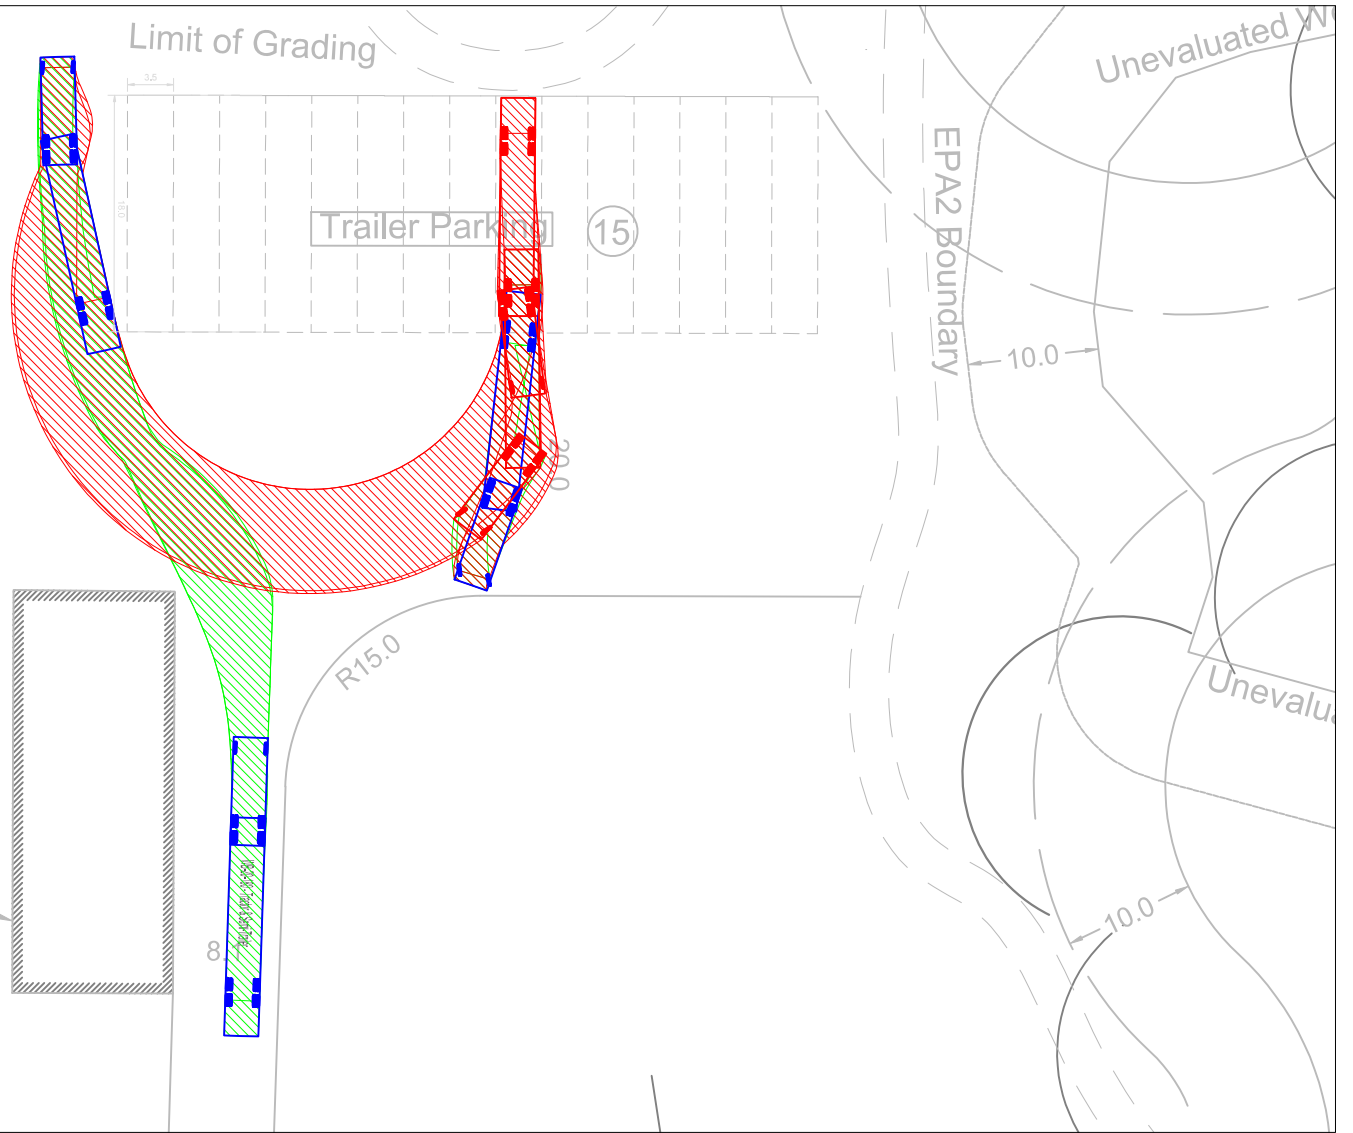 Limit of Grading
Unevaluated
3.5
18.0
Trailer Parking
15
EPA2 Boundary
10.0
20.0
R15.0
10.0